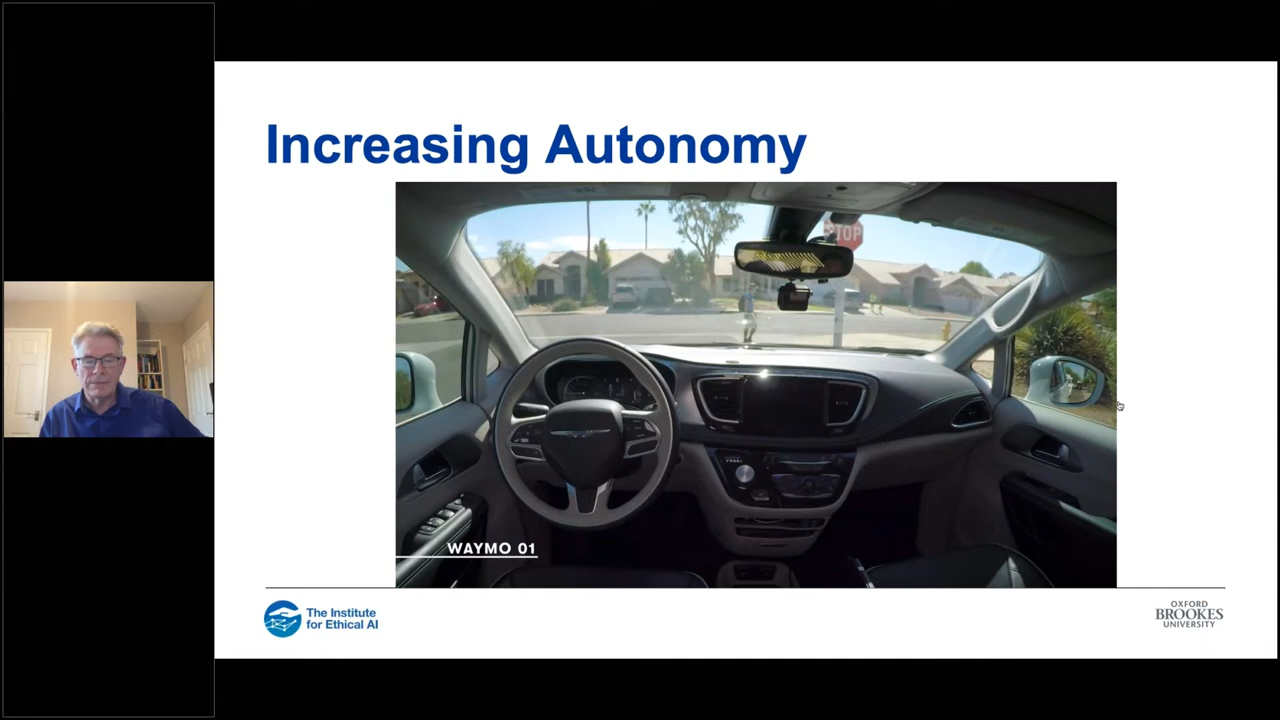 Increasing Autonomy
STOP
WAYMO 01
The Institute
for Ethical AI
OXFORD
BROOKES
UNIVERSITY